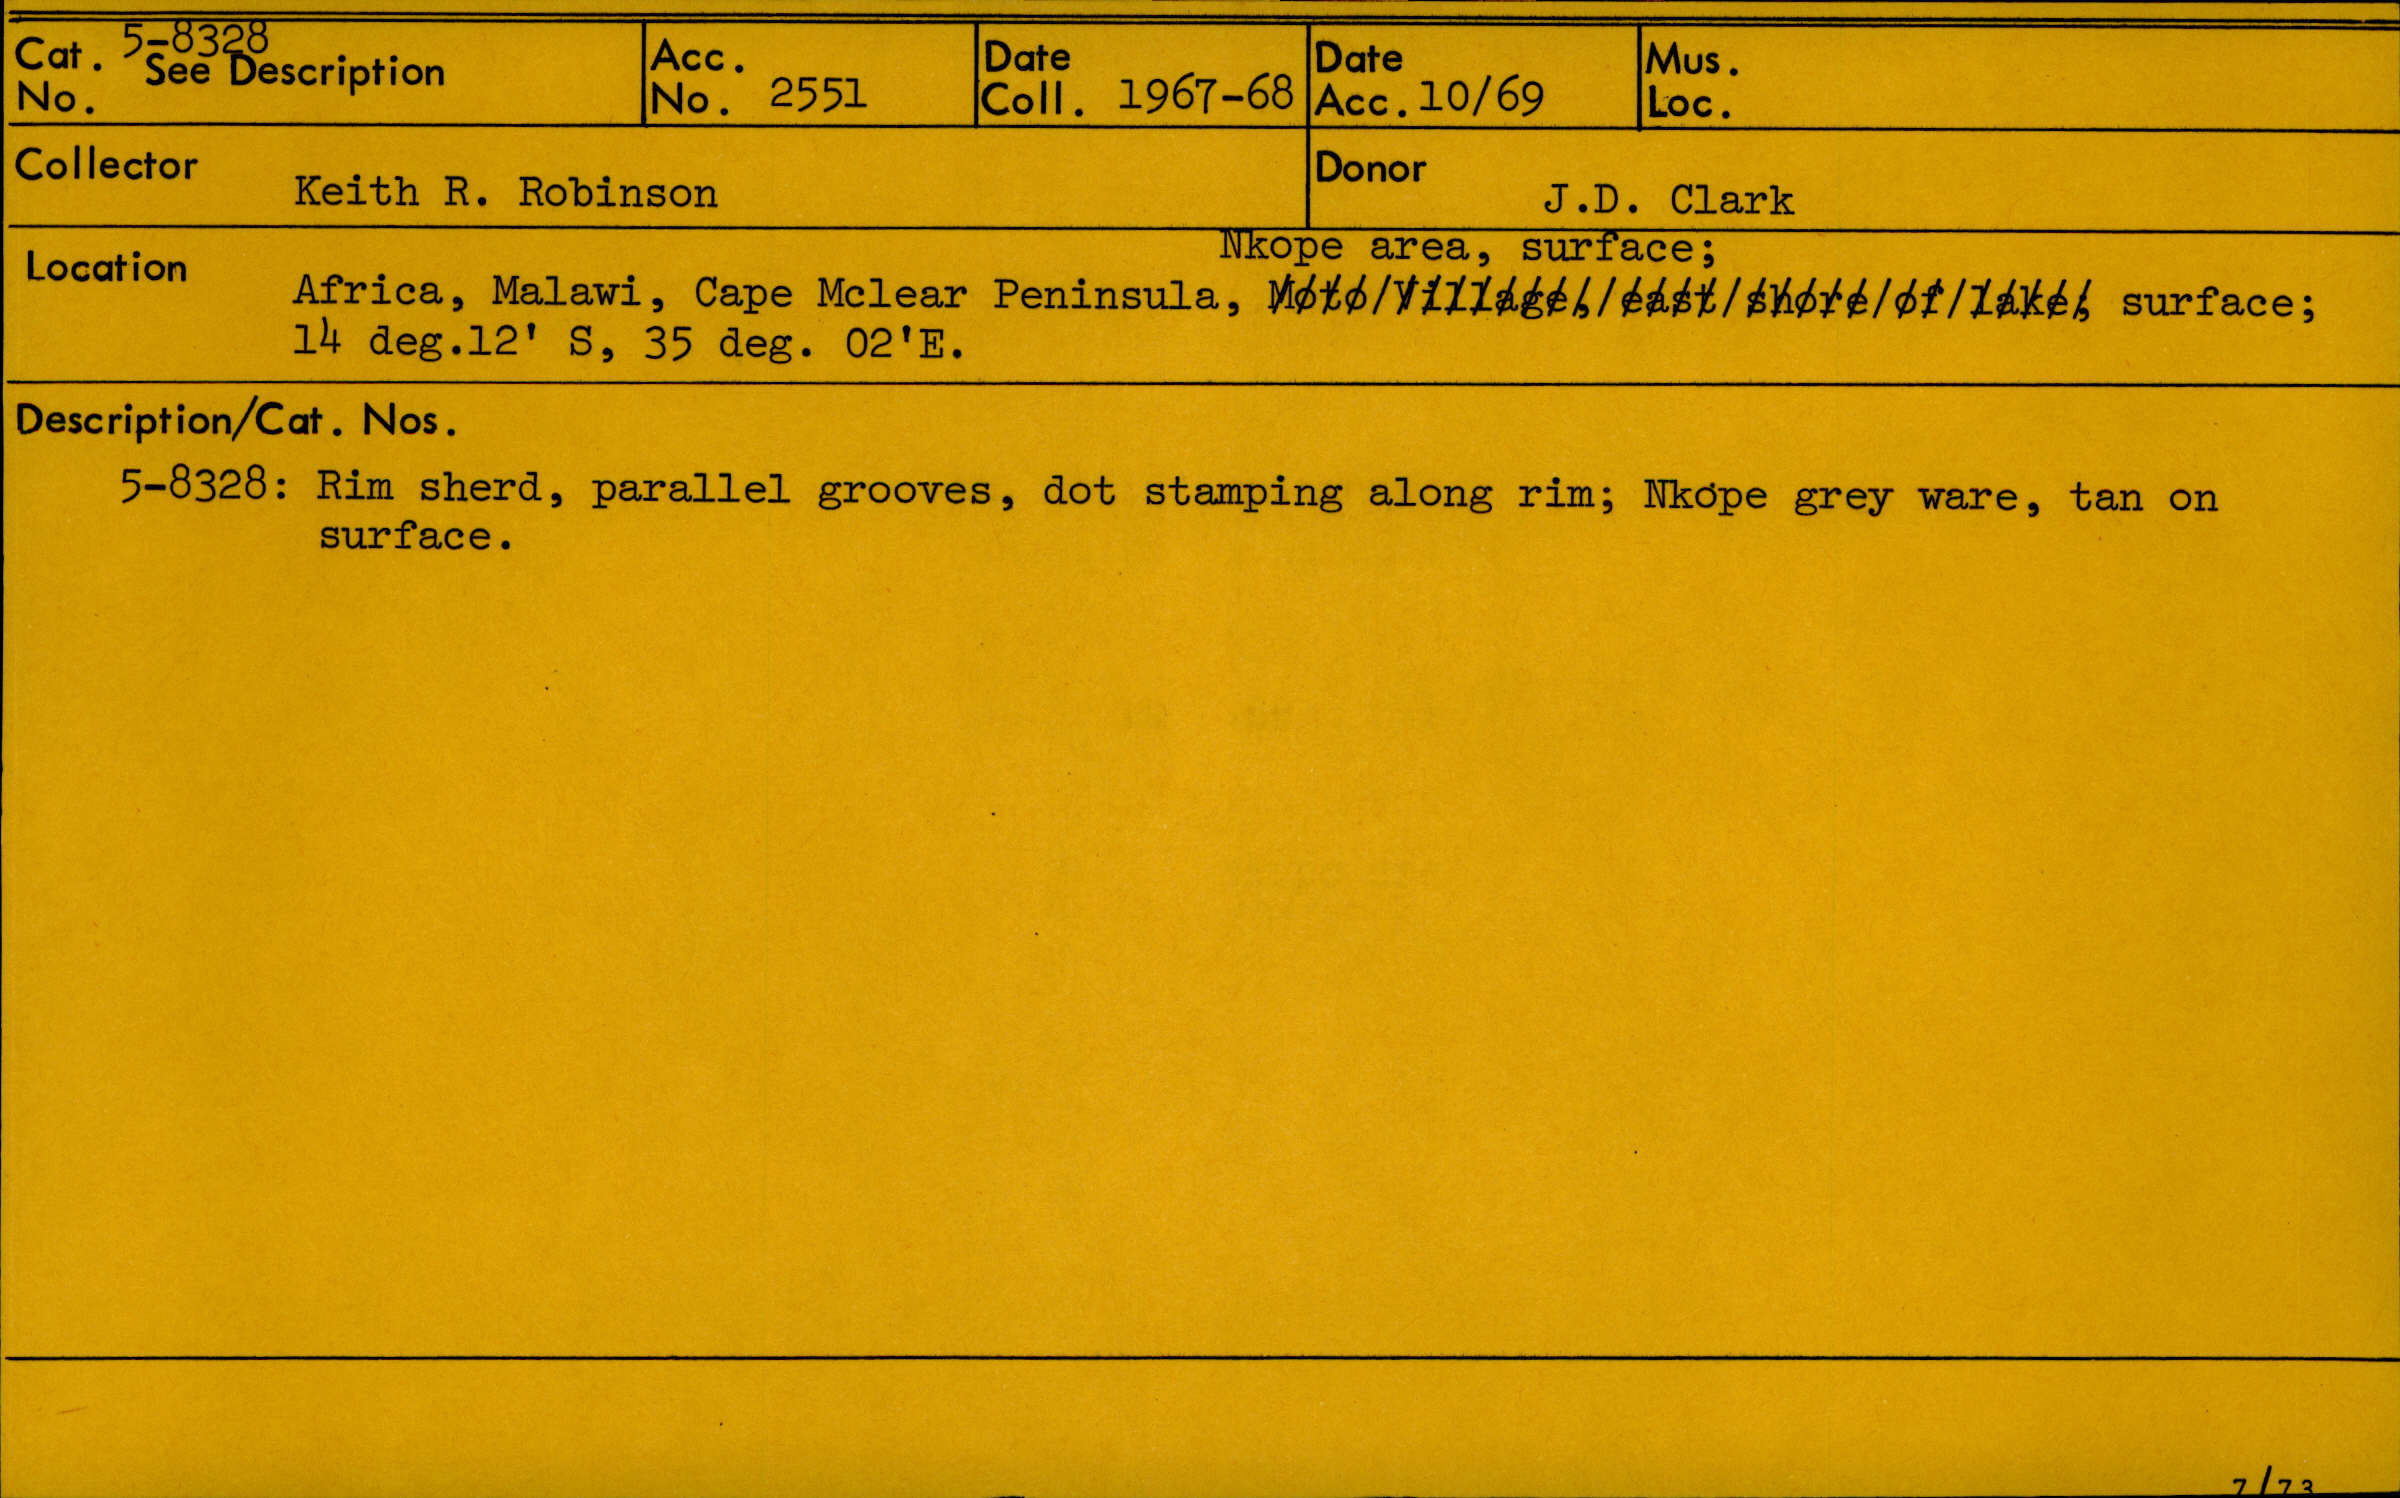 Cat. No. 5-8328 See Description
Acc. No. 2551
Date Coll. 1967-68
Date Acc. 10/69
Mus. Loc.
Collector Keith R. Robinson
Donor J.D. Clark
Nkope area, surface;
Location Africa, Malawi, Cape Mclear Peninsula, Moto/Village,/east/shore/of/lake; surface;
14 deg.12' S, 35 deg. 02'E.
Description/Cat. Nos.
5-8328: Rim sherd, parallel grooves, dot stamping along rim; Nkope grey ware, tan on
surface.
7/73